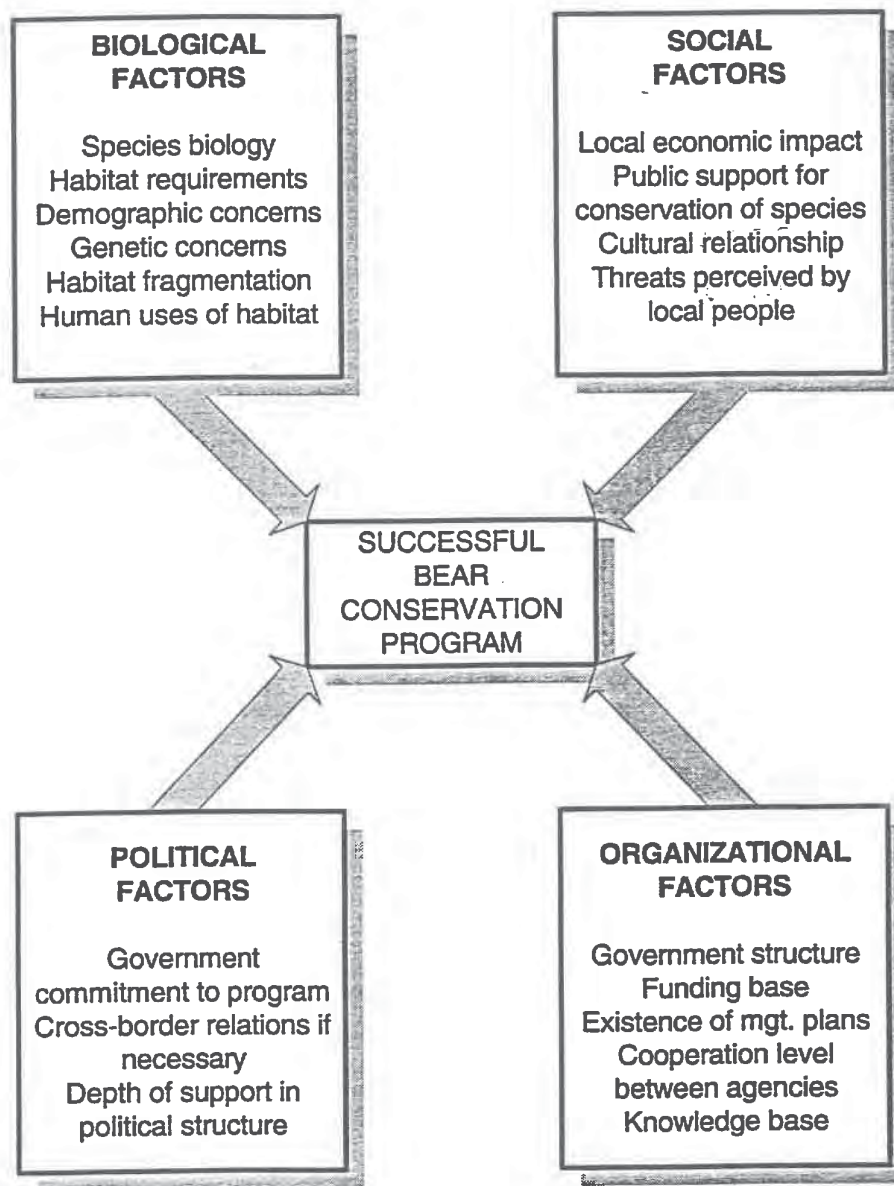 BIOLOGICAL
FACTORS
Species biology
Habitat requirements
Demographic concerns
Genetic concerns
Habitat fragmentation
Human uses of habitat
SOCIAL
FACTORS
Local economic impact
Public support for
conservation of species
Cultural relationship
Threats perceived by
local people
SUCCESSFUL
BEAR
CONSERVATION
PROGRAM
POLITICAL
FACTORS
Government
commitment to program
Cross-border relations if
necessary
Depth of support in
political structure
ORGANIZATIONAL
FACTORS
Government structure
Funding base
Existence of mgt. plans
Cooperation level
between agencies
Knowledge base